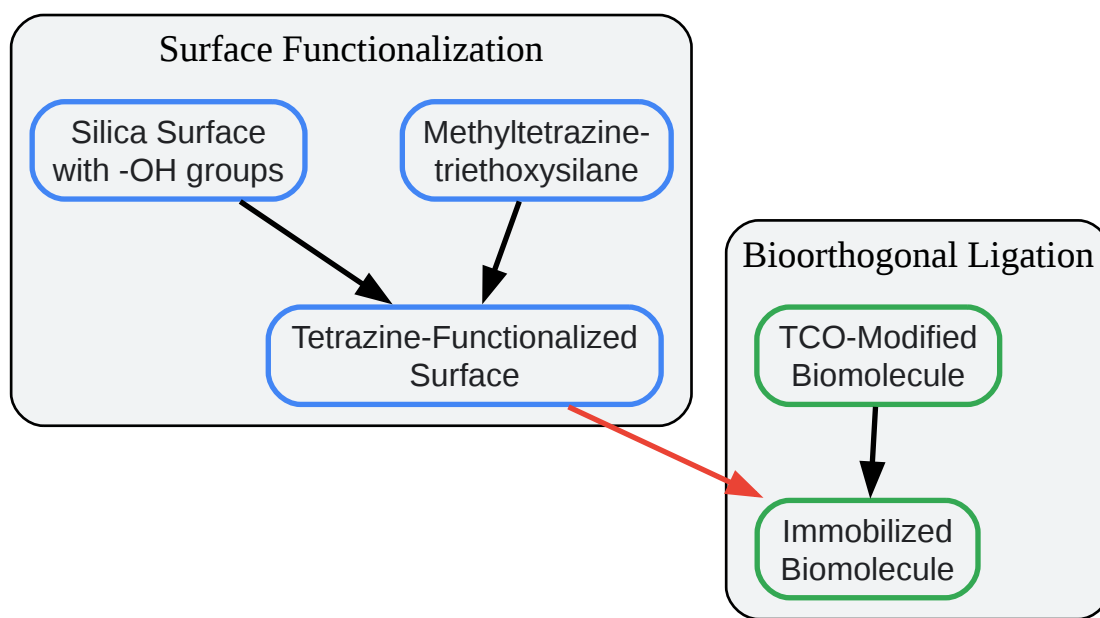 Surface Functionalization
Silica Surface
with -OH groups
Methyltetrazine-
triethoxysilane
Tetrazine-Functionalized
Surface
Bioorthogonal Ligation
TCO-Modified
Biomolecule
Immobilized
Biomolecule